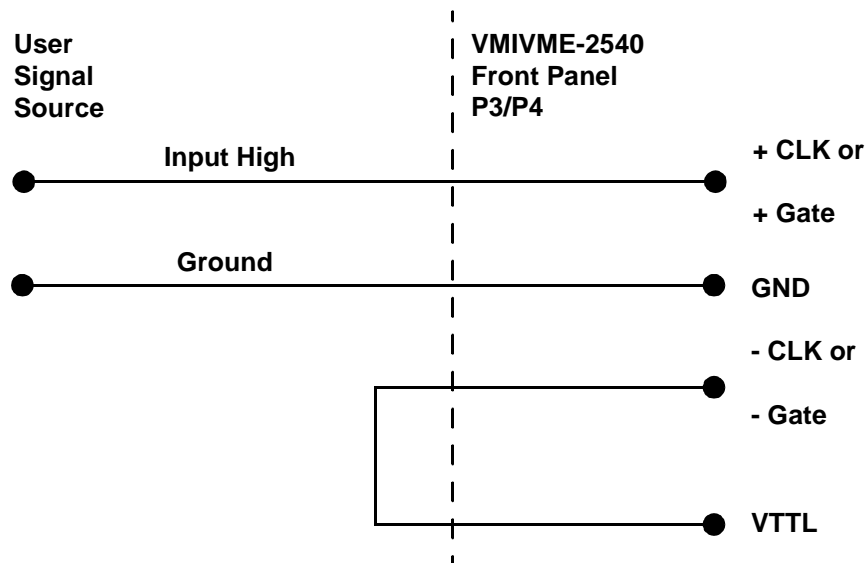 User
Signal
Source
VMIVME-2540
Front Panel
P3/P4
Input High
+ CLK or
+ Gate
Ground
GND
- CLK or
- Gate
VTTL